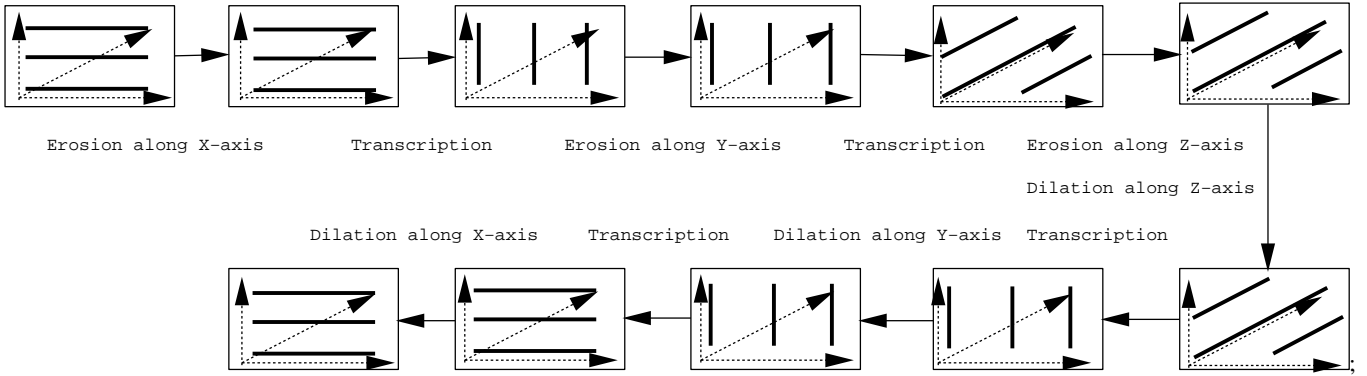 Erosion along X-axis Transcription Erosion along Y-axis Transcription Erosion along Z-axis
Dilation along Z-axis
Dilation along X-axis Transcription Dilation along Y-axis Transcription
;